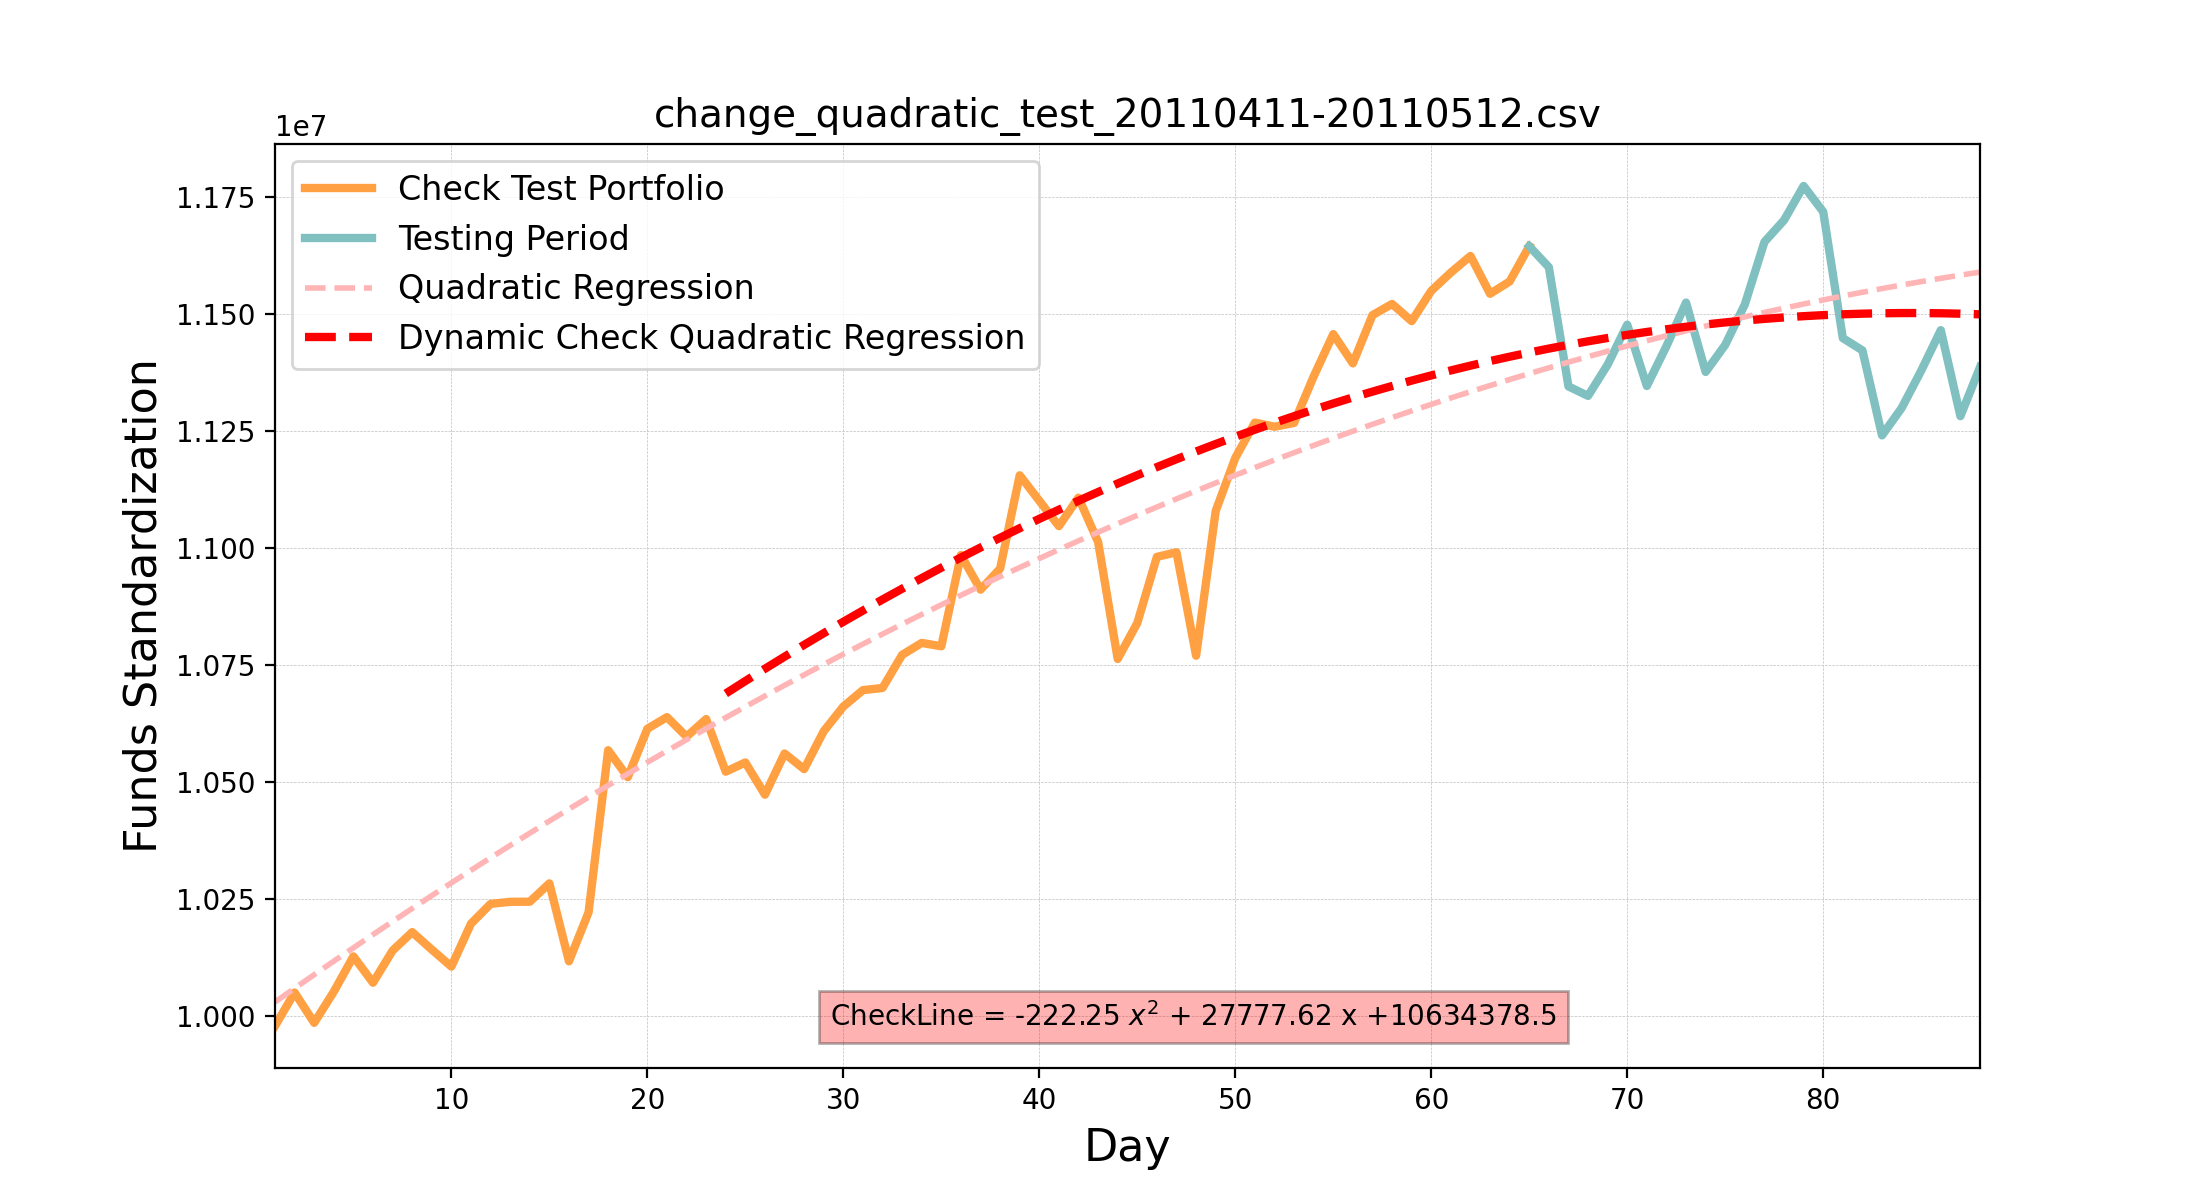 change_quadratic_test_20110411-20110512.csv
1e7
Check Test Portfolio
Testing Period
Quadratic Regression
Dynamic Check Quadratic Regression
Funds Standardization
1.175
1.150
1.125
1.100
1.075
1.050
1.025
1.000
CheckLine = -222.25 x² + 27777.62 x +10634378.5
10 20 30 40 50 60 70 80
Day